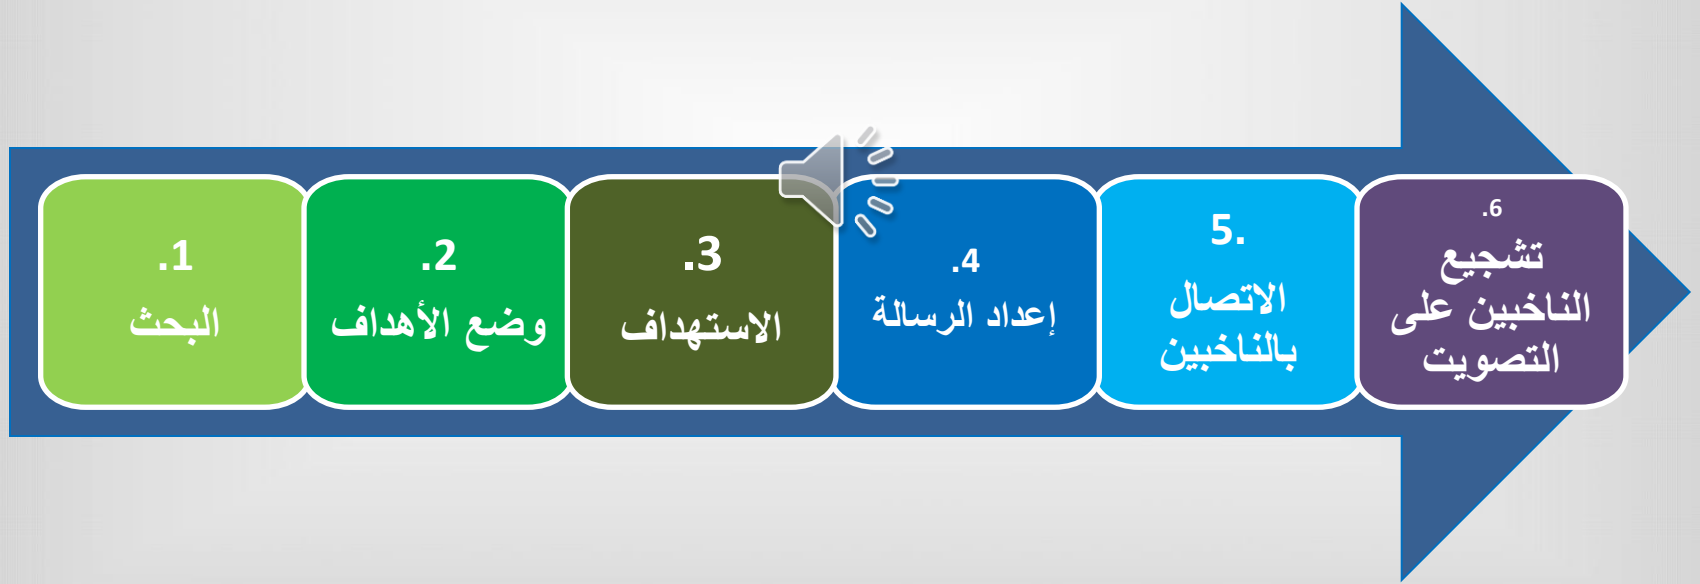 .1
البحث
.2
وضع الأهداف
.3
الاستهداف
.4
إعداد الرسالة
5.
الاتصال
بالناخبين
.6
تشجيع
الناخبين على
التصويت